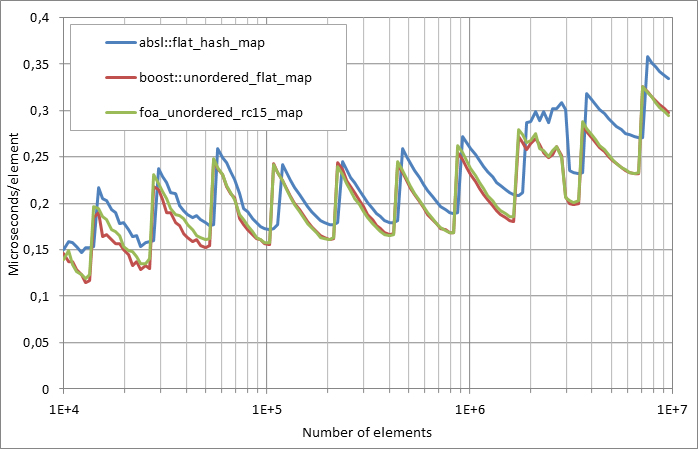 0,4
0,35
0,3
0,25
0,2
0,15
0,1
0,05
0
Microseconds/element
absl::flat_hash_map
boost::unordered_flat_map
foa_unordered_rc15_map
1E+4
1E+5
1E+6
1E+7
Number of elements